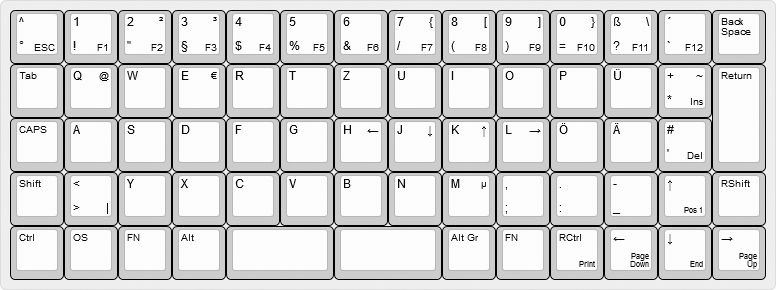 ^ 1 2 ² 3 ³ 4 5 6 7 { 8 [ 9 ] 0 } ß \ ´ Back
Space
° ESC ! F1 " F2 § F3 $ F4 % F5 & F6 / F7 ( F8 ) F9 = F10 ? F11 ` F12
Tab Q @ W E € R T Z U I O P Ü + ~ Return
* Ins
CAPS A S D F G H ← J ↓ K ↑ L → Ö Ä #
' Del
Shift < Y X C V B N M µ , . - ↑ RShift
> | ; : _ Pos 1
Ctrl OS FN Alt Alt Gr FN RCtrl ← ↓ →
Print Page Down End Page Up